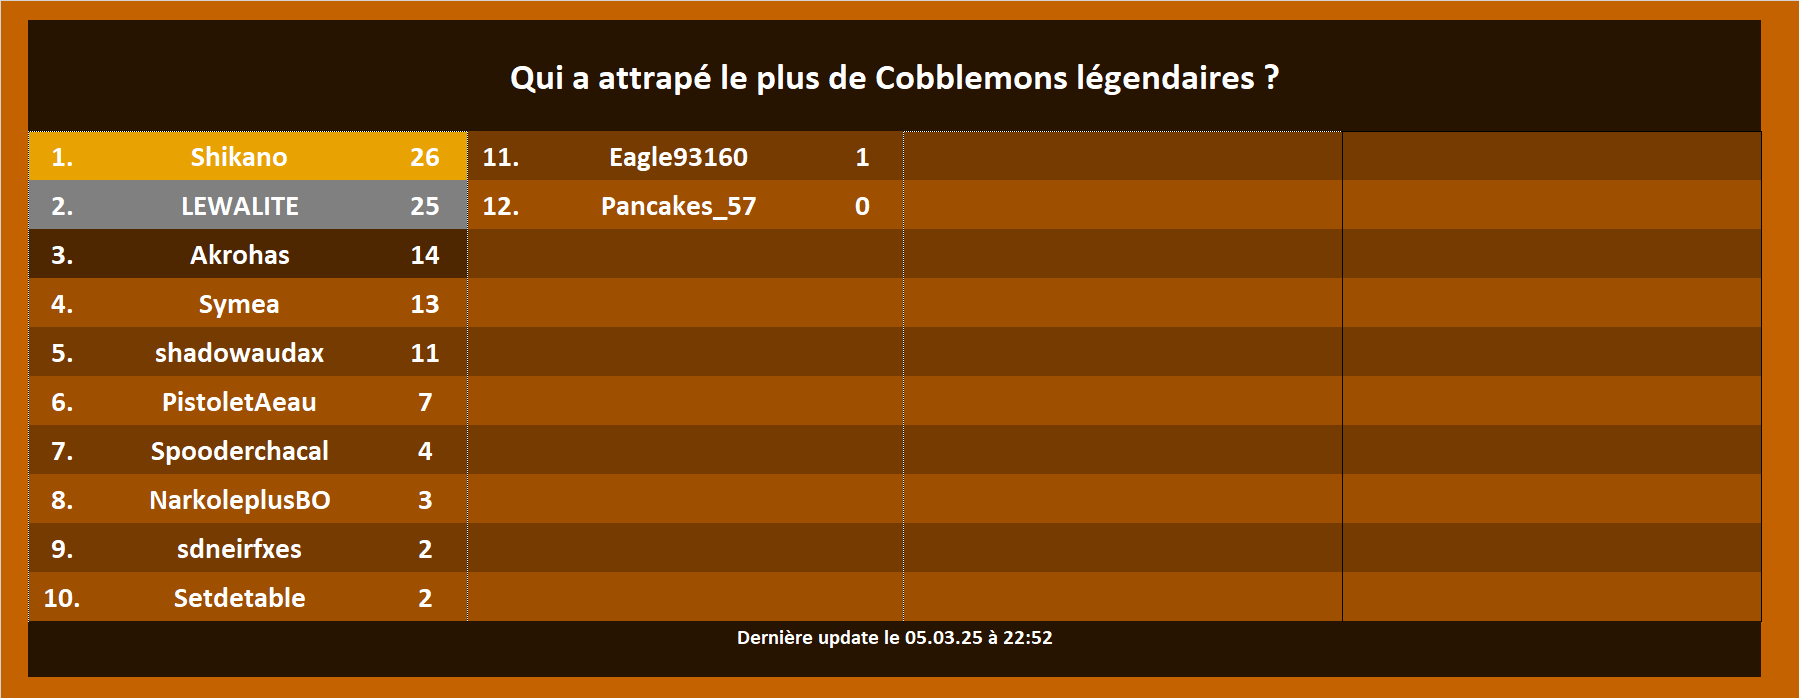 Qui a attrapé le plus de Cobblemons légendaires ?
1. Shikano 26
2. LEWALITE 25
3. Akrohas 14
4. Symea 13
5. shadowaudax 11
6. PistoletAeau 7
7. Spooderchacal 4
8. NarkoleplusBO 3
9. sdneirfxes 2
10. Setdetable 2
11. Eagle93160 1
12. Pancakes_57 0
Dernière update le 05.03.25 à 22:52